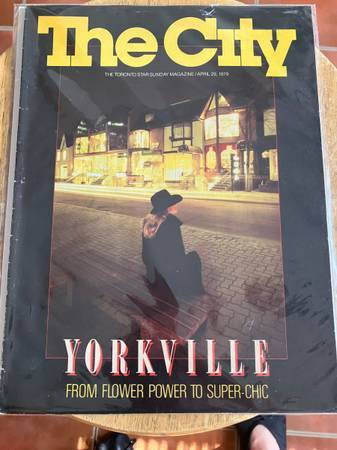 The City
THE TORONTO STAR SUNDAY MAGAZINE / APRIL 29, 1979
YORKVILLE
FROM FLOWER POWER TO SUPER-CHIC